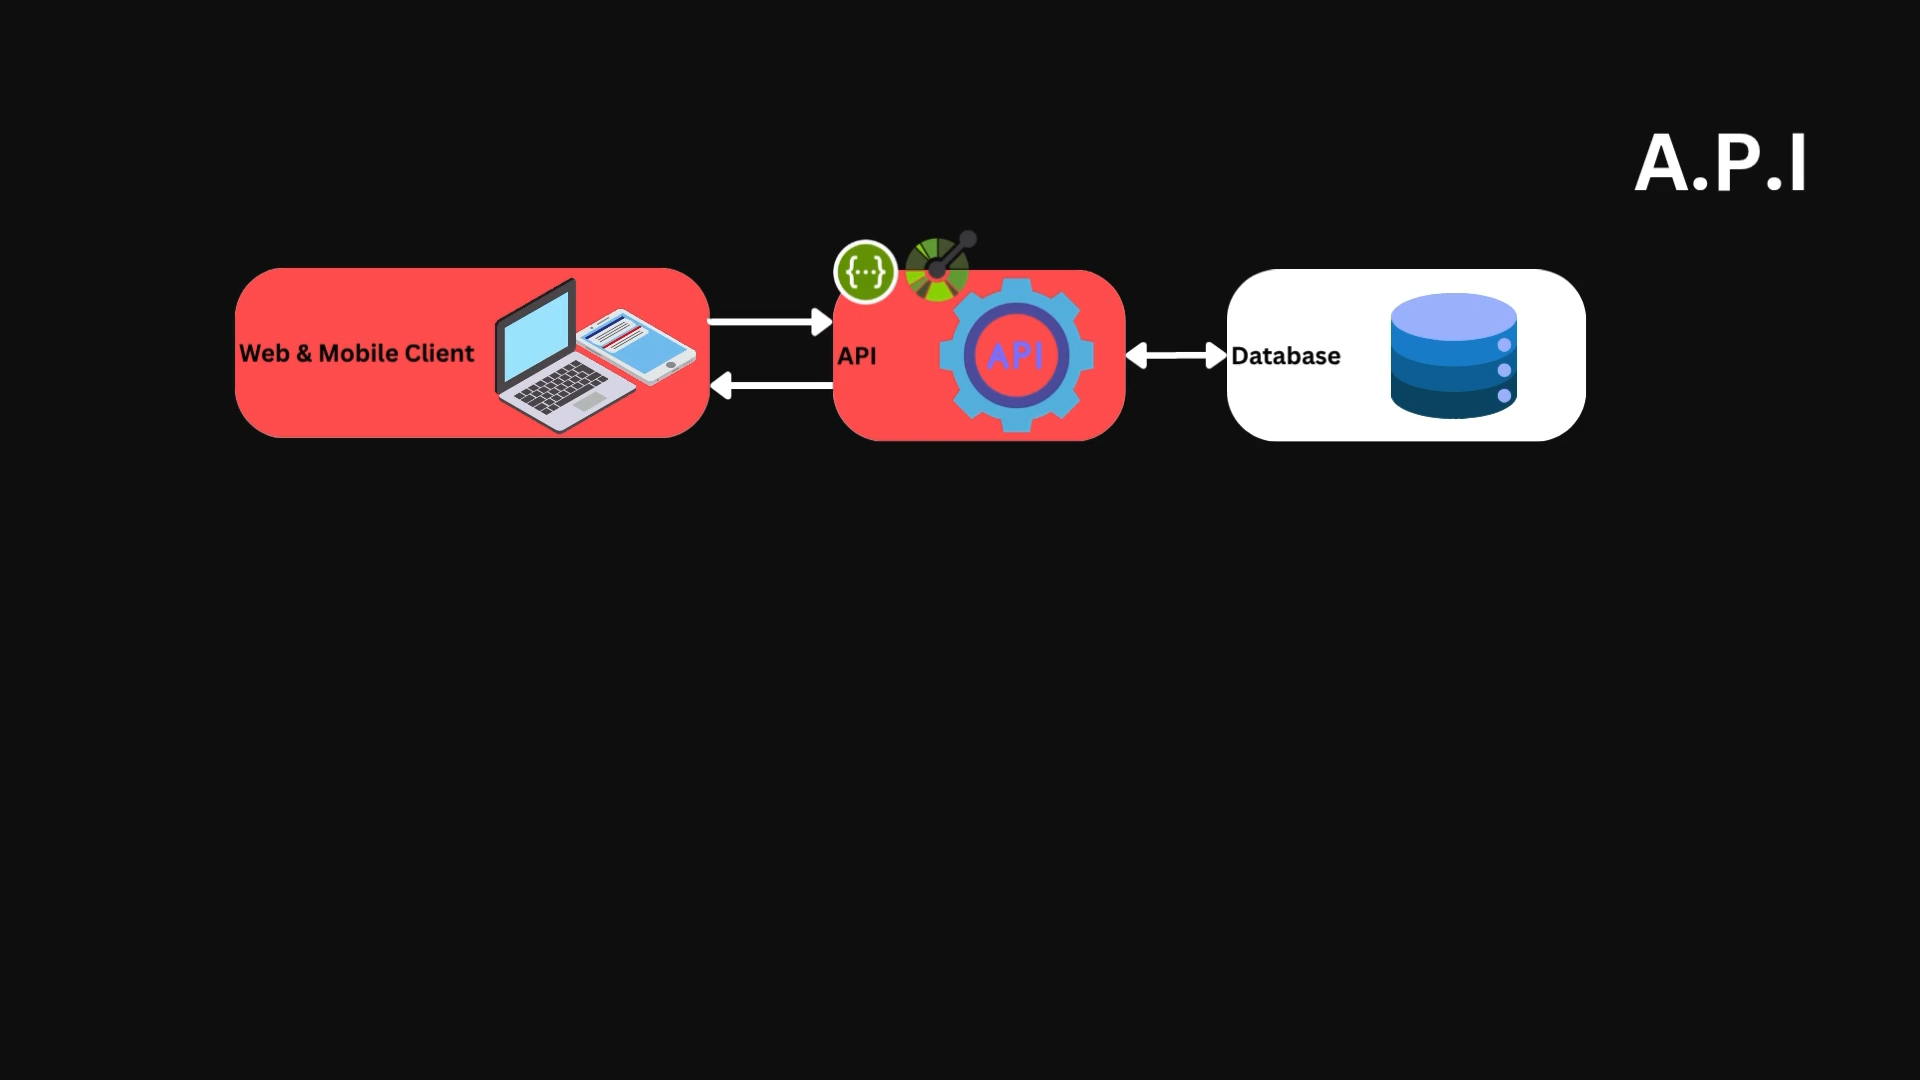 A.P.I
Web & Mobile Client
API
API
Database